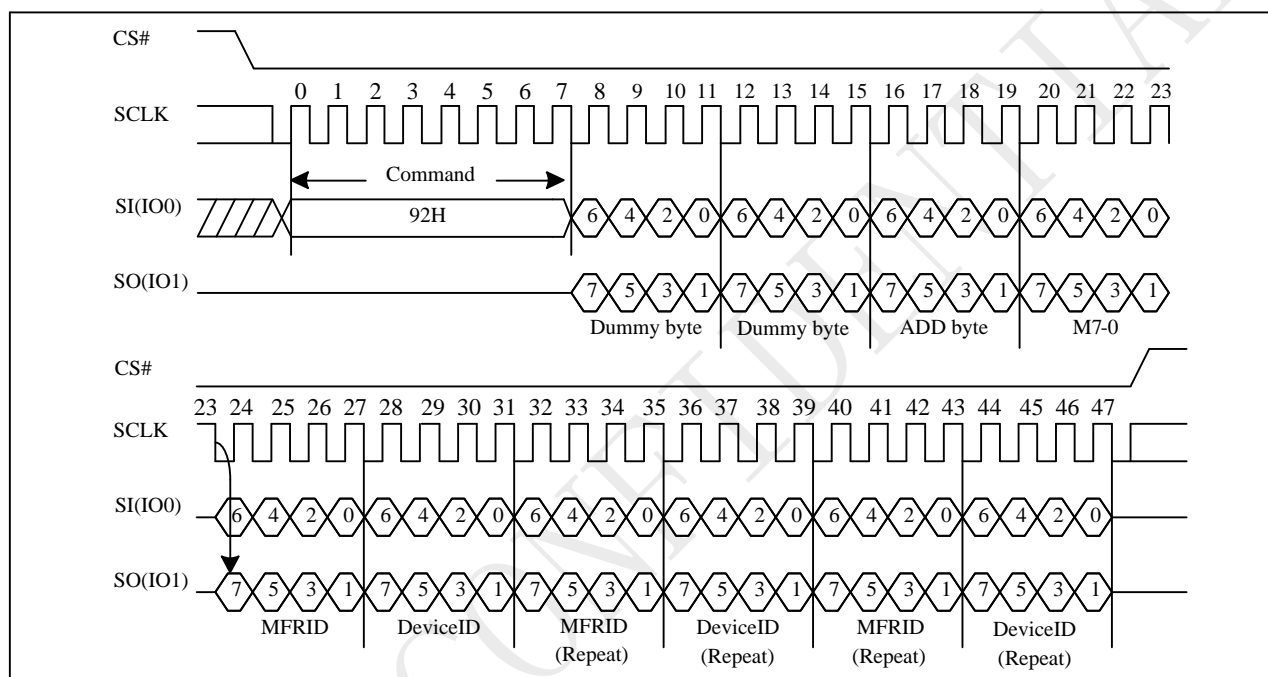 CS#
0 1 2 3 4 5 6 7 8 9 10 11 12 13 14 15 16 17 18 19 20 21 22 23
SCLK
Command
SI(IO0) 92H 6 4 2 0 6 4 2 0 6 4 2 0 6 4 2 0
SO(IO1) 7 5 3 1 7 5 3 1 7 5 3 1 7 5 3 1
Dummy byte Dummy byte ADD byte M7-0
CS#
23 24 25 26 27 28 29 30 31 32 33 34 35 36 37 38 39 40 41 42 43 44 45 46 47
SCLK
SI(IO0) 6 4 2 0 6 4 2 0 6 4 2 0 6 4 2 0 6 4 2 0 6 4 2 0
SO(IO1) 7 5 3 1 7 5 3 1 7 5 3 1 7 5 3 1 7 5 3 1 7 5 3 1
MFRID DeviceID MFRID DeviceID MFRID DeviceID
(Repeat) (Repeat) (Repeat) (Repeat)
CONFIDENTIA